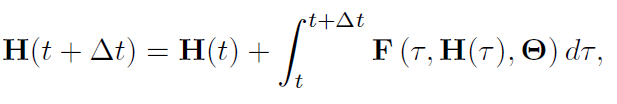 H(t + Δt) = H(t) + ∫_t^{t+Δt} F (τ, H(τ), Θ) dτ,